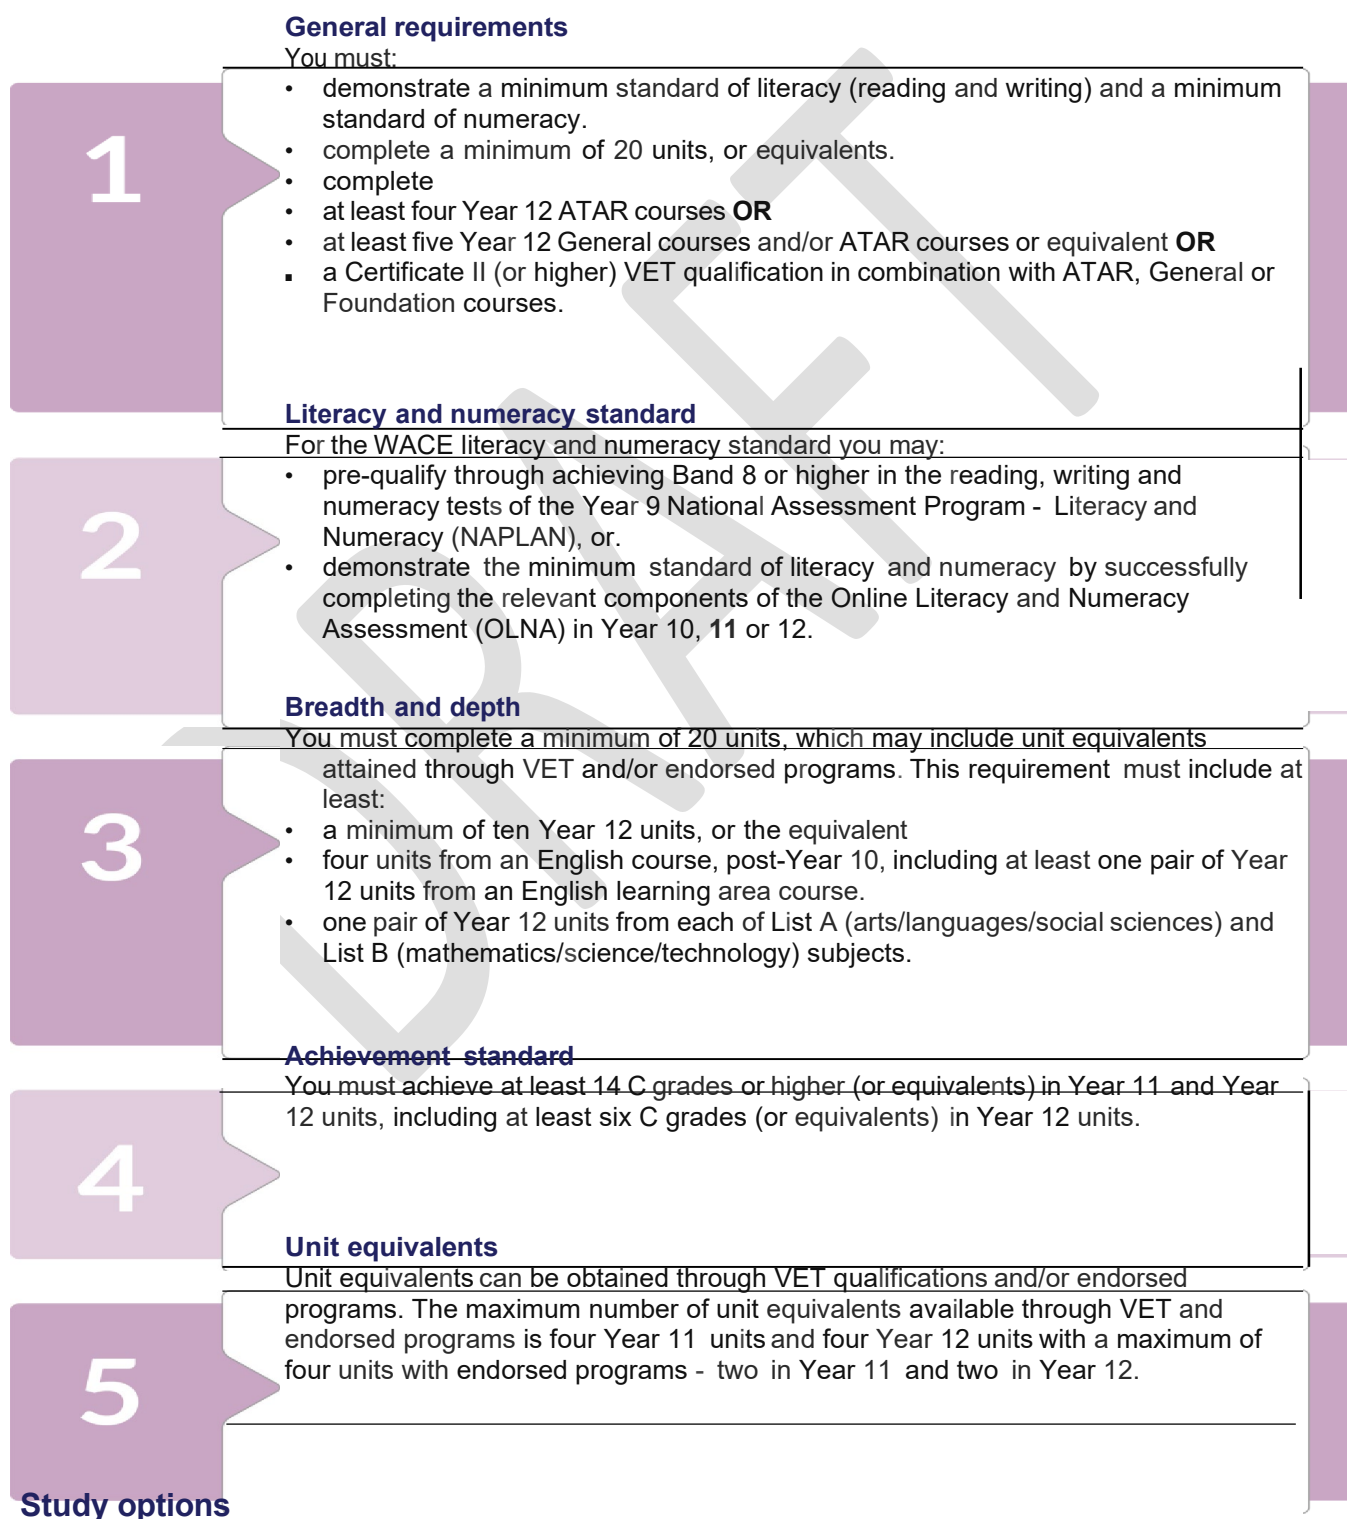 General requirements
You must:
• demonstrate a minimum standard of literacy (reading and writing) and a minimum
standard of numeracy.
• complete a minimum of 20 units, or equivalents.
• complete
• at least four Year 12 ATAR courses OR
• at least five Year 12 General courses and/or ATAR courses or equivalent OR
▪ a Certificate II (or higher) VET qualification in combination with ATAR, General or
Foundation courses.
1
Literacy and numeracy standard
For the WACE literacy and numeracy standard you may:
• pre-qualify through achieving Band 8 or higher in the reading, writing and
numeracy tests of the Year 9 National Assessment Program - Literacy and
Numeracy (NAPLAN), or.
• demonstrate the minimum standard of literacy and numeracy by successfully
completing the relevant components of the Online Literacy and Numeracy
Assessment (OLNA) in Year 10, 11 or 12.
2
Breadth and depth
You must complete a minimum of 20 units, which may include unit equivalents
attained through VET and/or endorsed programs. This requirement must include at
least:
• a minimum of ten Year 12 units, or the equivalent
• four units from an English course, post-Year 10, including at least one pair of Year
12 units from an English learning area course.
• one pair of Year 12 units from each of List A (arts/languages/social sciences) and
List B (mathematics/science/technology) subjects.
3
Achievement standard
You must achieve at least 14 C grades or higher (or equivalents) in Year 11 and Year
12 units, including at least six C grades (or equivalents) in Year 12 units.
4
Unit equivalents
Unit equivalents can be obtained through VET qualifications and/or endorsed
programs. The maximum number of unit equivalents available through VET and
endorsed programs is four Year 11 units and four Year 12 units with a maximum of
four units with endorsed programs - two in Year 11 and two in Year 12.
5
Study options
DRAFT